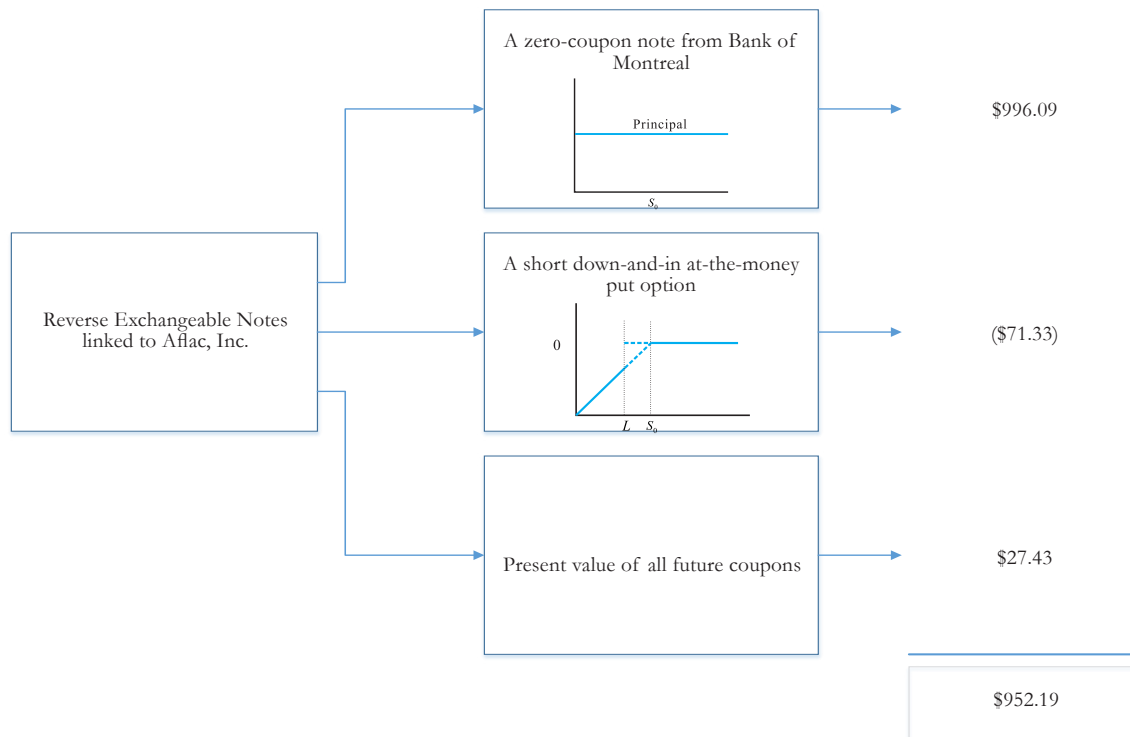 A zero-coupon note from Bank of
Montreal
Principal
S₀
$996.09
Reverse Exchangeable Notes
linked to Aflac, Inc.
A short down-and-in at-the-money
put option
0
L S₀
($71.33)
Present value of all future coupons
$27.43
$952.19